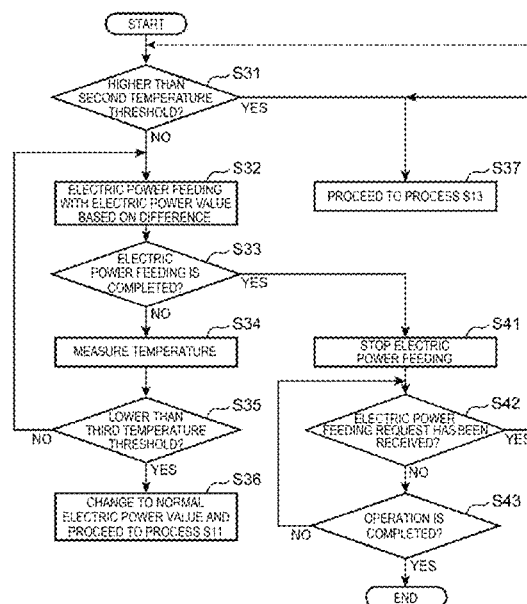 START
S31
HIGHER THAN
SECOND TEMPERATURE
THRESHOLD?
YES
NO
S32
ELECTRIC POWER FEEDING
WITH ELECTRIC POWER VALUE
BASED ON DIFFERENCE
S37
PROCEED TO PROCESS S13
S33
ELECTRIC
POWER FEEDING IS
COMPLETED?
YES
NO
S34
MEASURE TEMPERATURE
S41
STOP ELECTRIC
POWER FEEDING
S35
LOWER THAN
THIRD TEMPERATURE
THRESHOLD?
NO
YES
S42
ELECTRIC POWER
FEEDING REQUEST HAS BEEN
RECEIVED?
YES
NO
S36
CHANGE TO NORMAL
ELECTRIC POWER VALUE AND
PROCEED TO PROCESS S11
S43
OPERATION IS
COMPLETED?
NO
YES
END